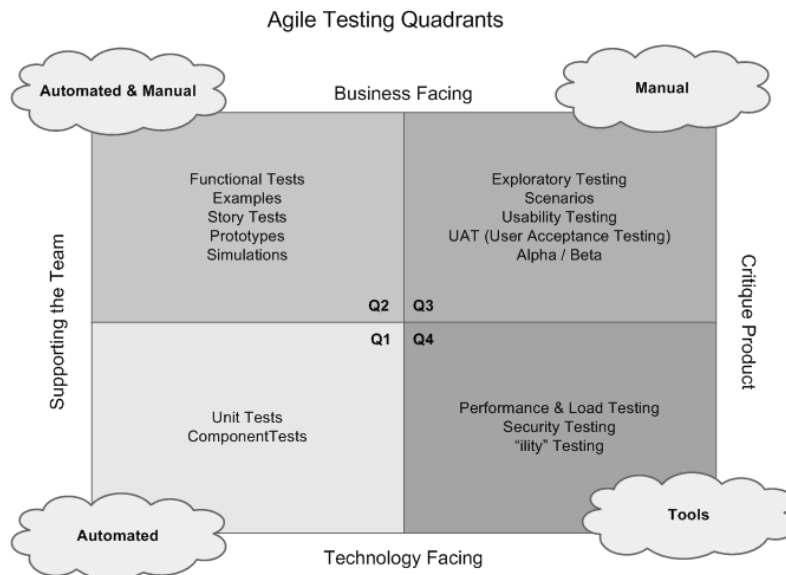 Agile Testing Quadrants
Automated & Manual
Business Facing
Manual
Functional Tests
Examples
Story Tests
Prototypes
Simulations
Exploratory Testing
Scenarios
Usability Testing
UAT (User Acceptance Testing)
Alpha / Beta
Supporting the Team
Critique Product
Q2
Q3
Q1
Q4
Unit Tests
ComponentTests
Performance & Load Testing
Security Testing
“ility” Testing
Automated
Tools
Technology Facing